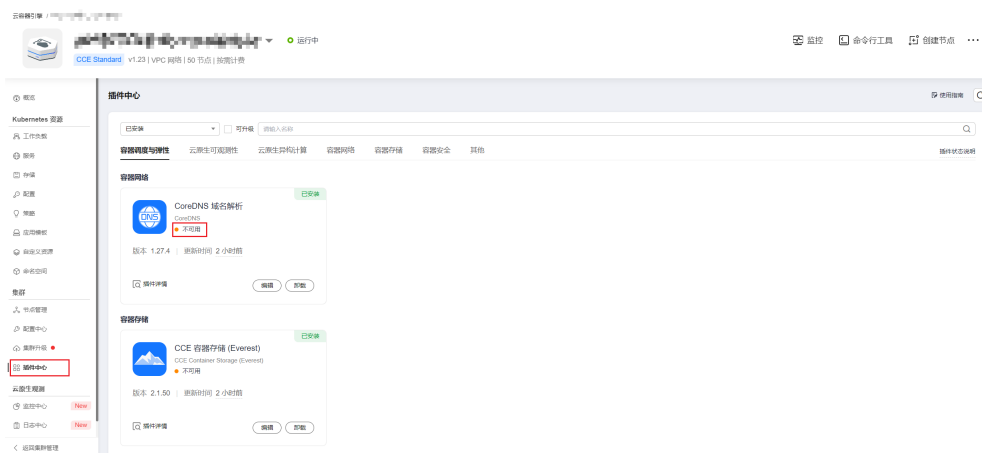 云容器引擎 /
运行中
监控
命令行工具
创建节点
CCE Standard v1.23 | VPC 网络 | 50 节点 | 按需计费
概览
Kubernetes 资源
工作负载
服务
存储
配置
策略
应用模板
自定义资源
命名空间
集群
节点管理
配置中心
集群升级
插件中心
云原生观测
监控中心 New
日志中心 New
返回集群管理
插件中心
使用指南
已安装
可升级
请输入名称
容器调度与弹性 云原生可观测性 云原生异构计算 容器网络 容器存储 容器安全 其他
插件状态说明
容器网络
已安装
DNS
CoreDNS 域名解析
CoreDNS
不可用
版本 1.27.4 | 更新时间 2 小时前
插件详情
编辑
卸载
容器存储
已安装
CCE 容器存储 (Everest)
CCE Container Storage (Everest)
不可用
版本 2.1.50 | 更新时间 2 小时前
插件详情
编辑
卸载